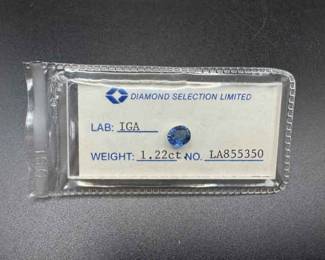 DIAMOND SELECTION LIMITED
LAB: IGA
WEIGHT: 1.22ct NO. LA855350